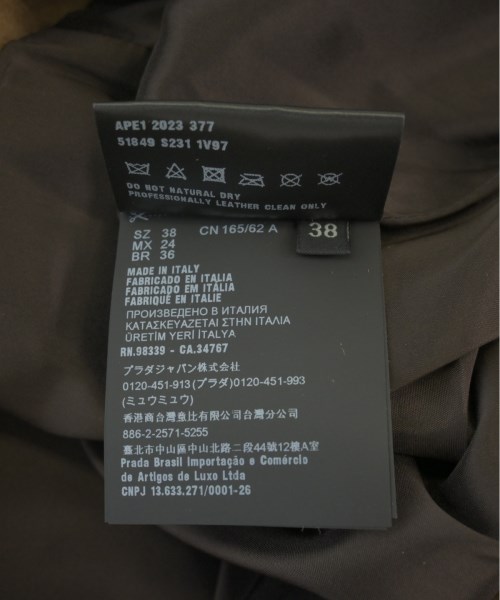 APE1 2023 377
51849 S231 1V97
DO NOT NATURAL DRY
PROFESSIONALLY LEATHER CLEAN ONLY
SZ 38 CN 165/62 A 38
MX 24
BR 36
MADE IN ITALY
FABRICADO EN ITALIA
FABRICADO EM ITÁLIA
FABRIQUÉ EN ITALIE
ПРОИЗВЕДЕНО В ИТАЛИЯ
ΚΑΤΑΣΚΕΥΑΖΕΤΑΙ ΣΤΗΝ ΙΤΑΛΙΑ
ÜRETİM YERİ İTALYA
RN.98339 - CA.34767
プラダジャパン株式会社
0120-451-913(プラダ)0120-451-993
(ミュウミュウ)
香港商台灣魚比有限公司台灣分公司
886-2-2571-5255
臺北市中山區中山北路二段44號12樓A室
Prada Brasil Importação e Comércio
de Artigos de Luxo Ltda
CNPJ 13.633.271/0001-26